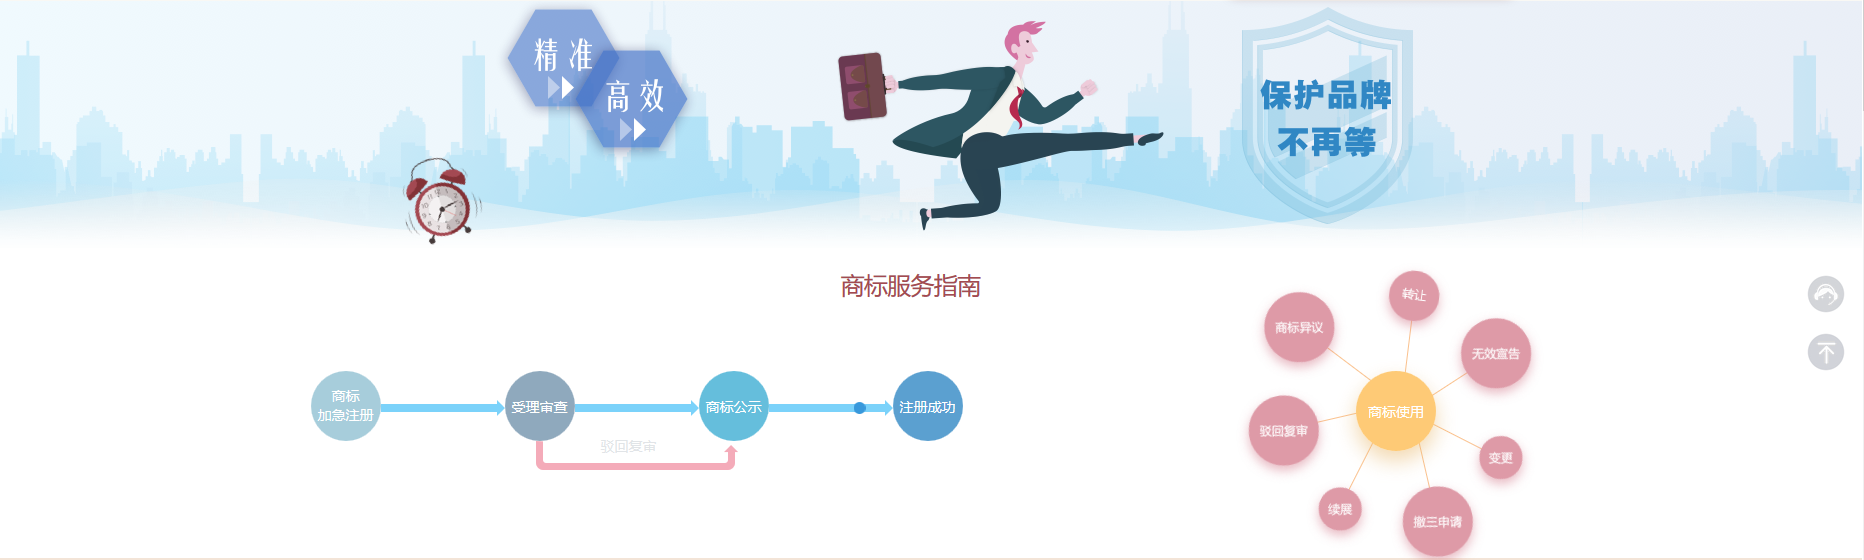 精准
高效
保护品牌
不再等
商标服务指南
商标
加急注册
受理审查
商标公示
注册成功
驳回复审
转让
商标异议
无效宣告
商标使用
驳回复审
变更
续展
撤三申请